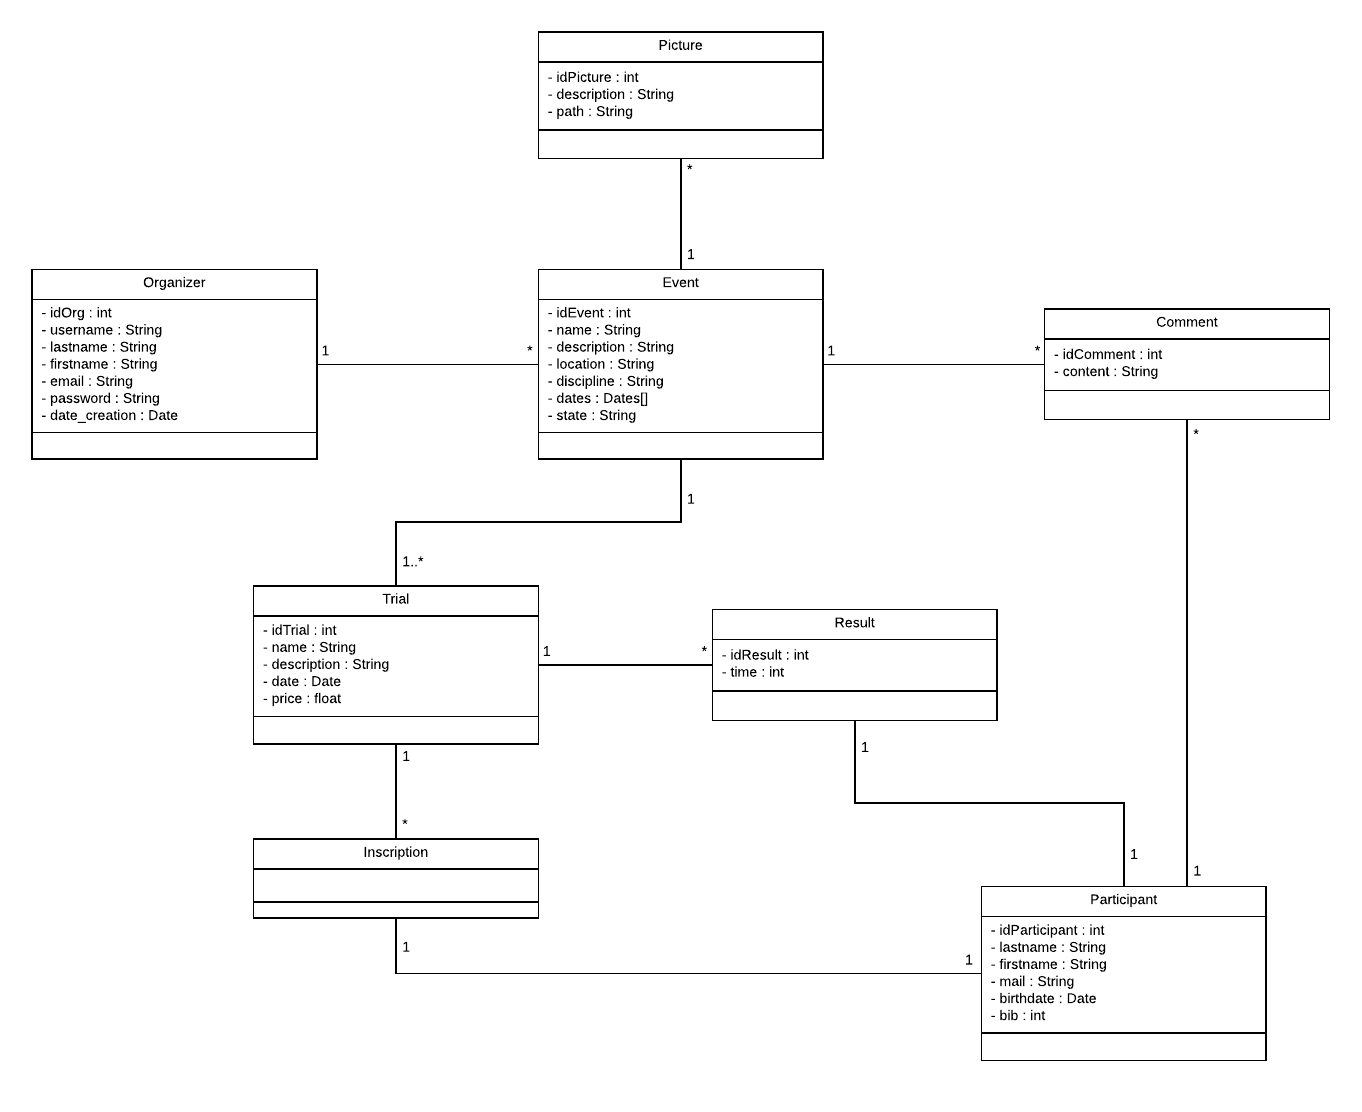 Picture
- idPicture : int
- description : String
- path : String
*
1
Organizer
- idOrg : int
- username : String
- lastname : String
- firstname : String
- email : String
- password : String
- date_creation : Date
1
*
Event
- idEvent : int
- name : String
- description : String
- location : String
- discipline : String
- dates : Dates[]
- state : String
1
*
Comment
- idComment : int
- content : String
*
1
1..*
Trial
- idTrial : int
- name : String
- description : String
- date : Date
- price : float
1
*
Result
- idResult : int
- time : int
1
1
*
Inscription
1
1
1
1
Participant
- idParticipant : int
- lastname : String
- firstname : String
- mail : String
- birthdate : Date
- bib : int